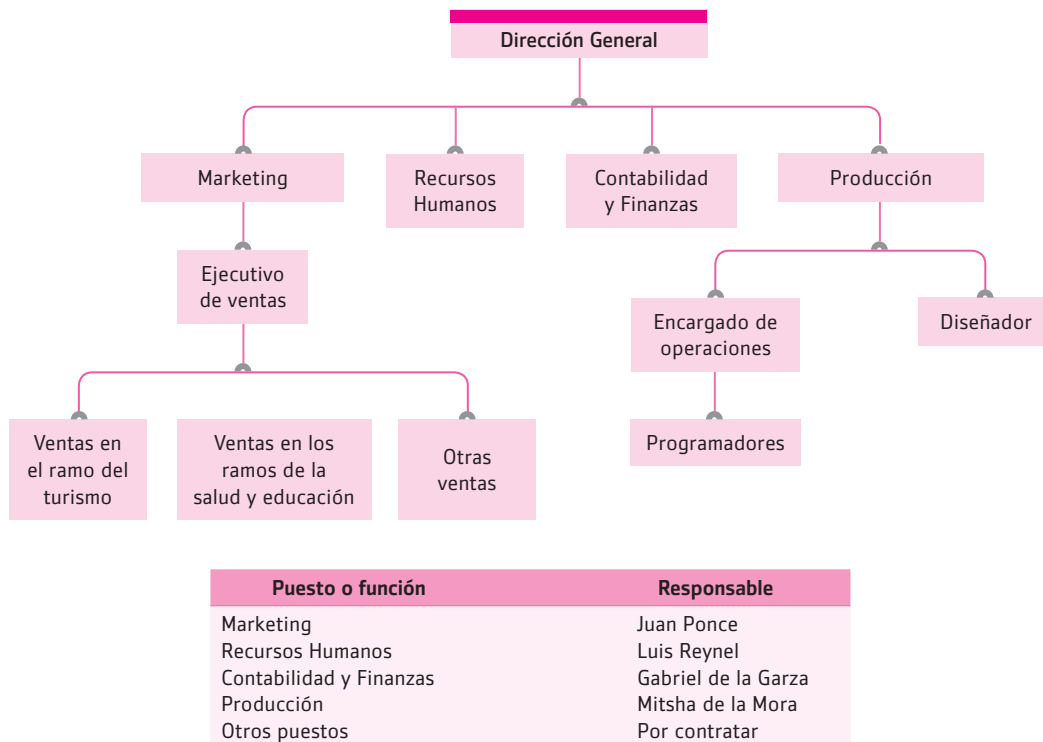 Dirección General
Marketing
Recursos
Humanos
Contabilidad
y Finanzas
Producción
Ejecutivo
de ventas
Encargado de
operaciones
Diseñador
Ventas en
el ramo del
turismo
Ventas en los
ramos de la
salud y educación
Otras
ventas
Programadores
Puesto o función Responsable
Marketing Juan Ponce
Recursos Humanos Luis Reynel
Contabilidad y Finanzas Gabriel de la Garza
Producción Mitsha de la Mora
Otros puestos Por contratar